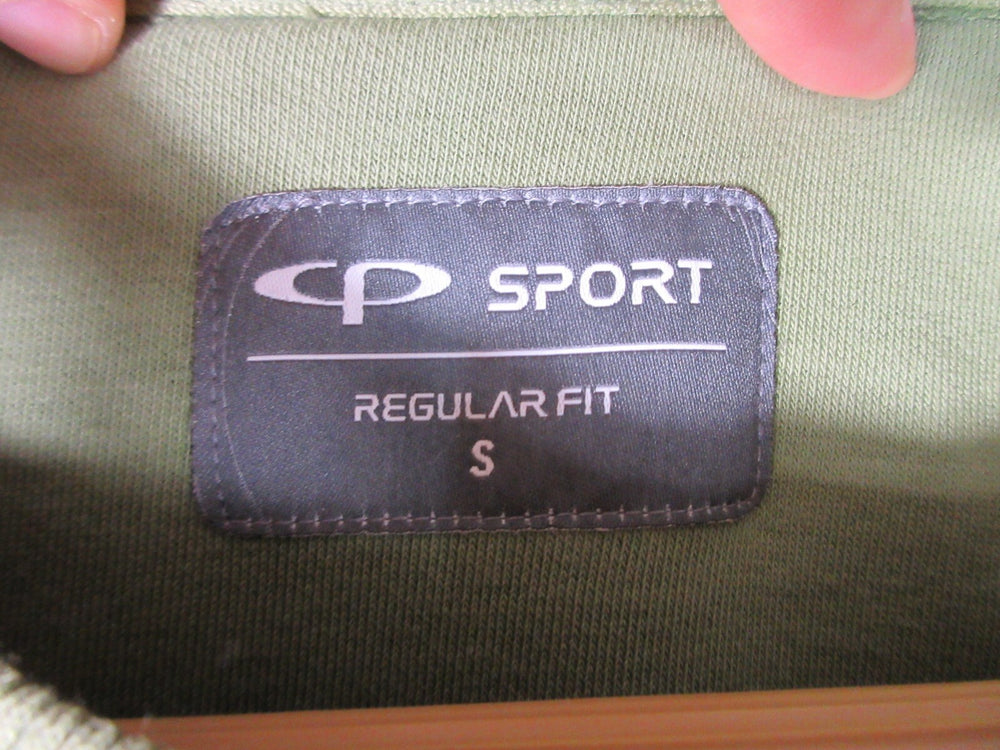 CP SPORT
REGULAR FIT
S